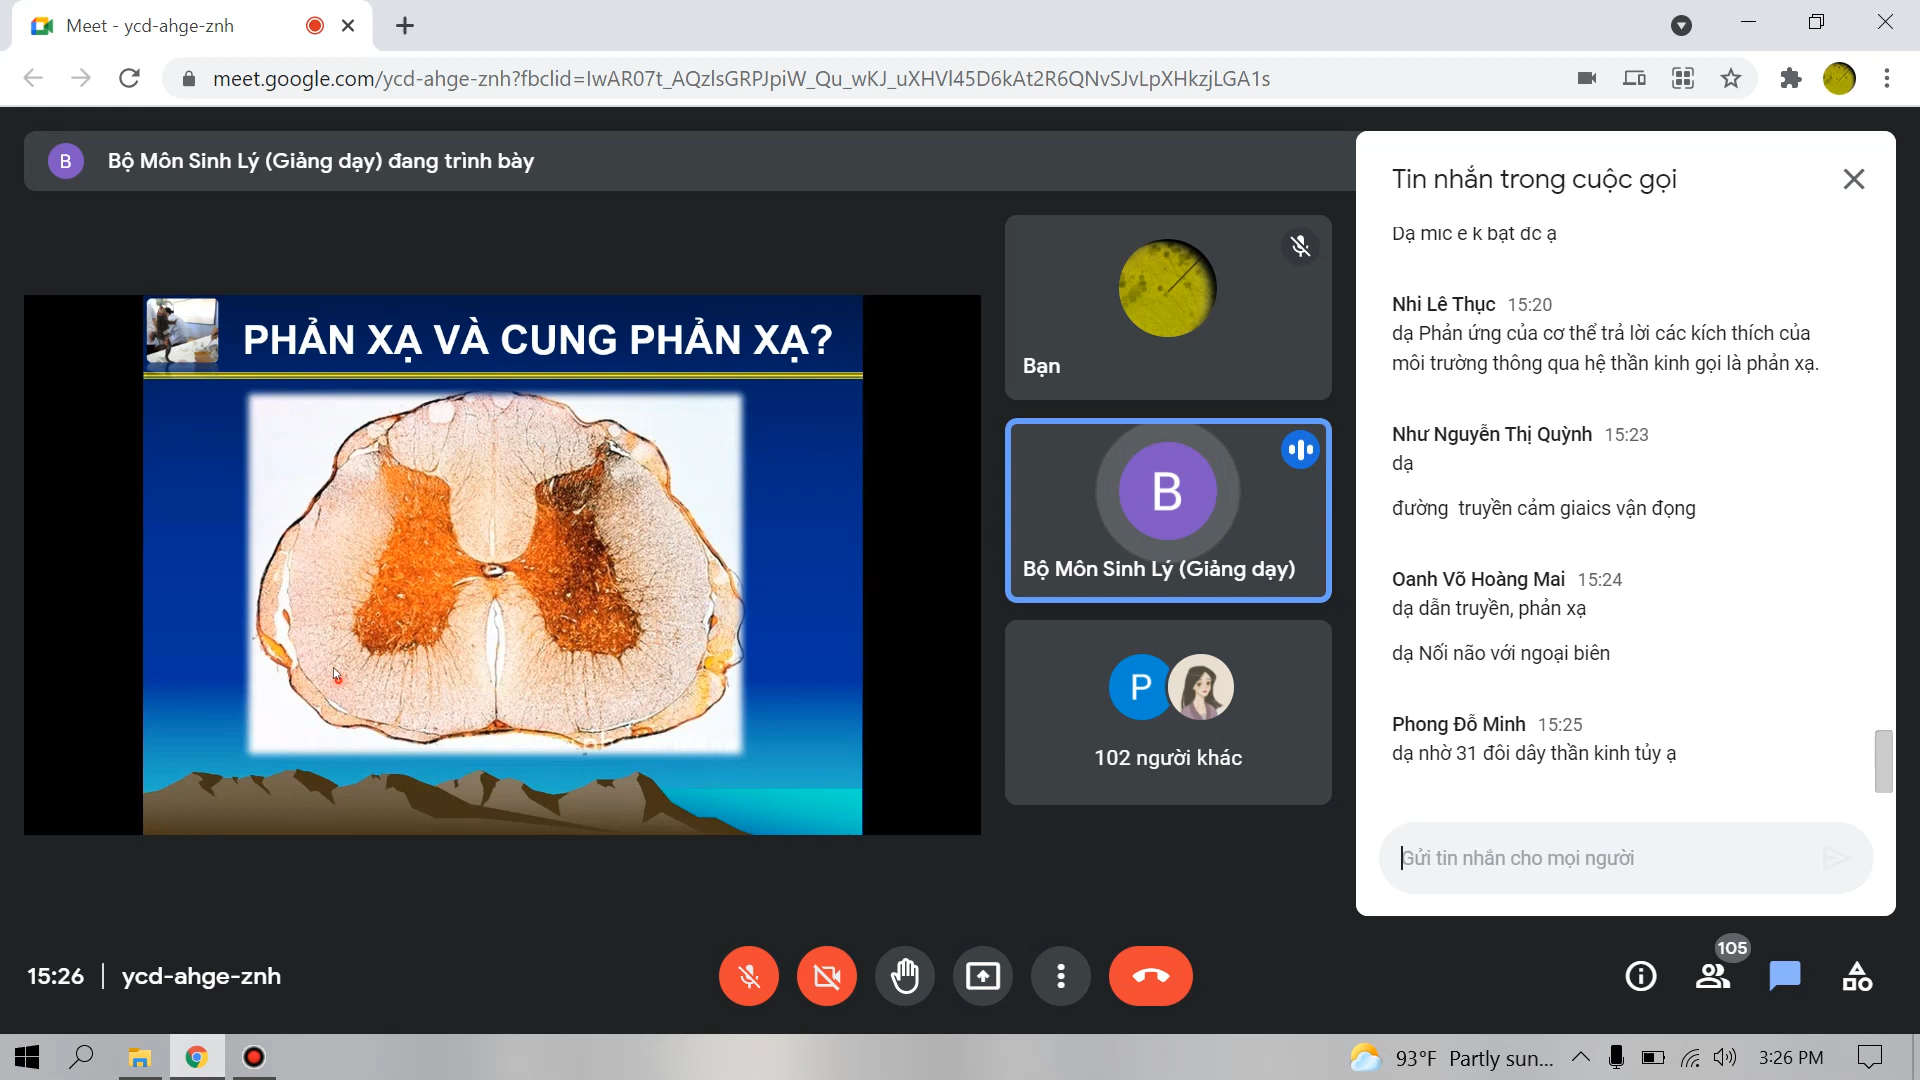 Meet - ycd-ahge-znh
meet.google.com/ycd-ahge-znh?fbclid=IwAR07t_AQzlsGRPJpiW_Qu_wKJ_uXHVl45D6kAt2R6QNvSJvLpXHkzjLGA1s
B
Bộ Môn Sinh Lý (Giảng dạy) đang trình bày
PHẢN XẠ VÀ CUNG PHẢN XẠ?
Bạn
B
Bộ Môn Sinh Lý (Giảng dạy)
P
102 người khác
Tin nhắn trong cuộc gọi
Dạ mic e k bật đc ạ
Nhi Lê Thục 15:20
dạ Phản ứng của cơ thể trả lời các kích thích của
môi trường thông qua hệ thần kinh gọi là phản xạ.
Như Nguyễn Thị Quỳnh 15:23
dạ
đường truyền cảm giaics vận đọng
Oanh Võ Hoàng Mai 15:24
dạ dẫn truyền, phản xạ
dạ Nối não với ngoại biên
Phong Đỗ Minh 15:25
dạ nhờ 31 đôi dây thần kinh tủy ạ
Gửi tin nhắn cho mọi người
15:26 | ycd-ahge-znh
105
93°F Partly sun...
3:26 PM